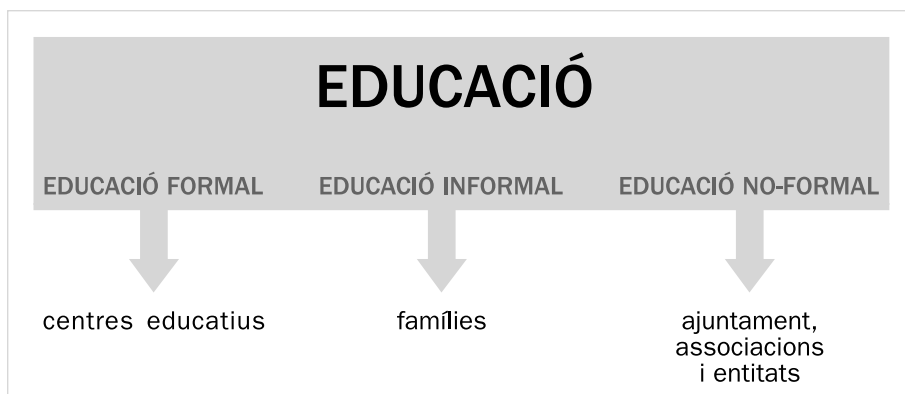 EDUCACIÓ
EDUCACIÓ FORMAL
EDUCACIÓ INFORMAL
EDUCACIÓ NO-FORMAL
centres educatius
famílies
ajuntament,
associacions
i entitats